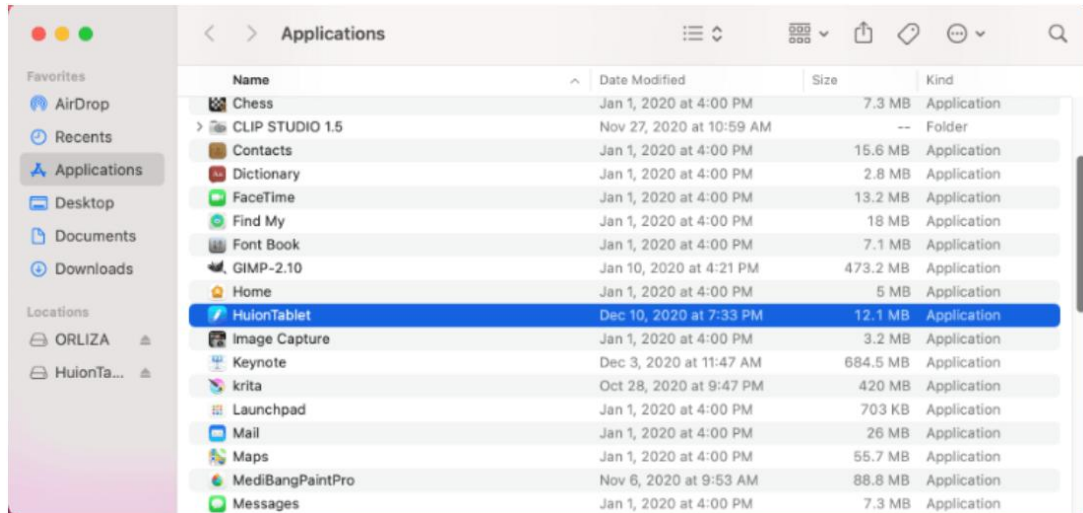 Applications
Favorites
AirDrop
Recents
Applications
Desktop
Documents
Downloads
Locations
ORLIZA
HuionTa...
Name Date Modified Size Kind
Chess Jan 1, 2020 at 4:00 PM 7.3 MB Application
CLIP STUDIO 1.5 Nov 27, 2020 at 10:59 AM -- Folder
Contacts Jan 1, 2020 at 4:00 PM 15.6 MB Application
Dictionary Jan 1, 2020 at 4:00 PM 2.8 MB Application
FaceTime Jan 1, 2020 at 4:00 PM 13.2 MB Application
Find My Jan 1, 2020 at 4:00 PM 18 MB Application
Font Book Jan 1, 2020 at 4:00 PM 7.1 MB Application
GIMP-2.10 Jan 10, 2020 at 4:21 PM 473.2 MB Application
Home Jan 1, 2020 at 4:00 PM 5 MB Application
HuionTablet Dec 10, 2020 at 7:33 PM 12.1 MB Application
Image Capture Jan 1, 2020 at 4:00 PM 3.2 MB Application
Keynote Dec 3, 2020 at 11:47 AM 684.5 MB Application
krita Oct 28, 2020 at 9:47 PM 420 MB Application
Launchpad Jan 1, 2020 at 4:00 PM 703 KB Application
Mail Jan 1, 2020 at 4:00 PM 26 MB Application
Maps Jan 1, 2020 at 4:00 PM 55.7 MB Application
MediBangPaintPro Nov 6, 2020 at 9:53 AM 88.8 MB Application
Messages Jan 1, 2020 at 4:00 PM 7.3 MB Application